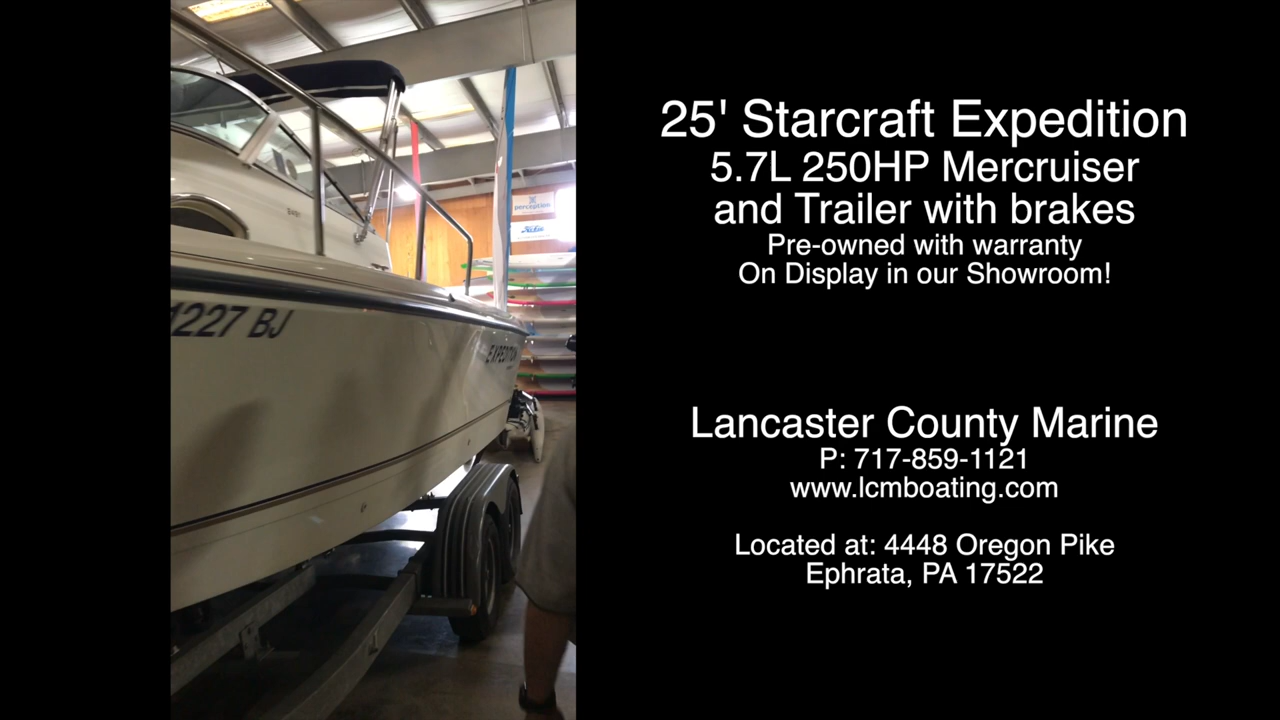 25' Starcraft Expedition
5.7L 250HP Mercruiser
and Trailer with brakes
Pre-owned with warranty
On Display in our Showroom!
Lancaster County Marine
P: 717-859-1121
www.lcmboating.com
Located at: 4448 Oregon Pike
Ephrata, PA 17522
perception
Hobie
1227 BJ
EXPEDITION